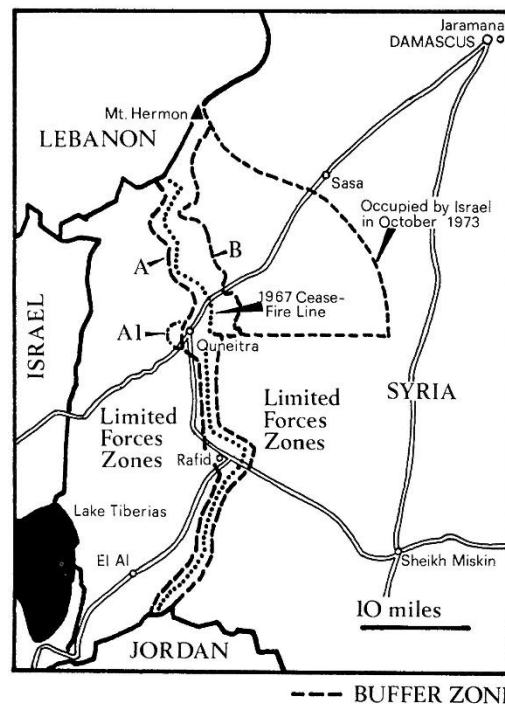 Jaramana
DAMASCUS
Mt. Hermon
LEBANON
Sasa
Occupied by Israel
in October 1973
A
B
1967 Cease-
Fire Line
A1
Quneitra
ISRAEL
SYRIA
Limited
Forces
Zones
Limited
Forces
Zones
Rafid
Lake Tiberias
El Al
Sheikh Miskin
10 miles
JORDAN
BUFFER ZONE